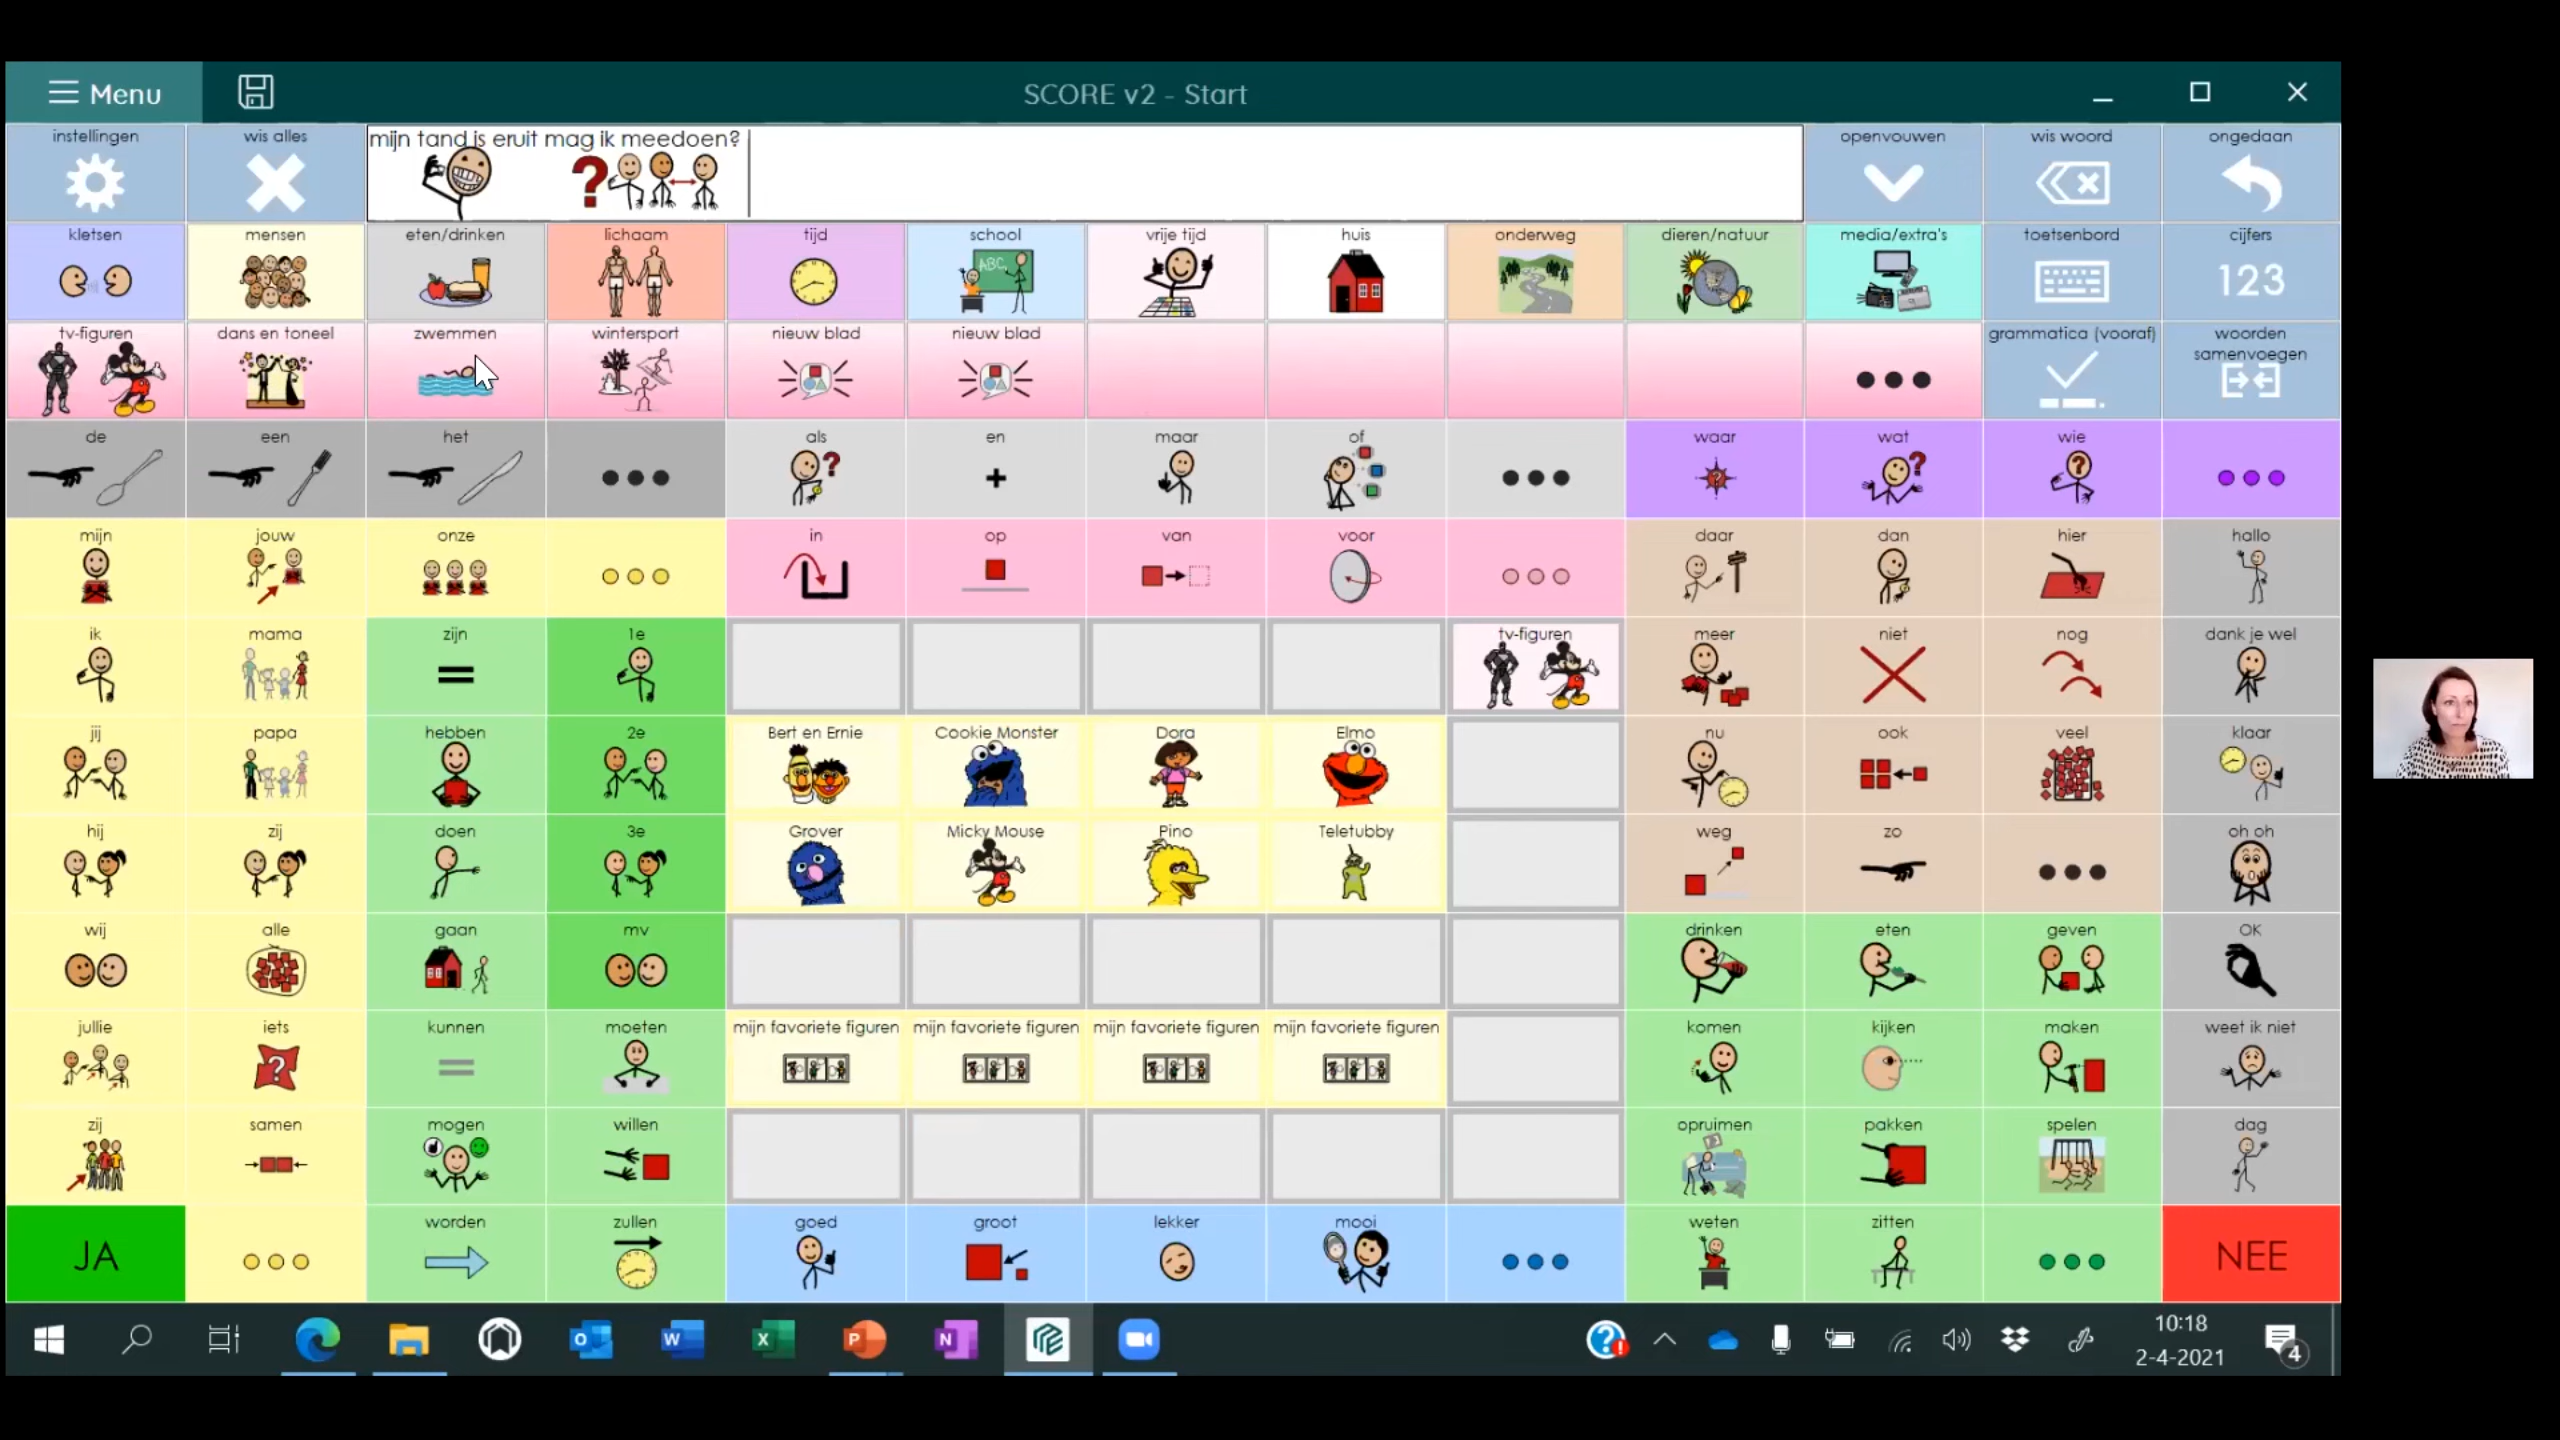 Menu
SCORE v2 - Start
instellingen
wis alles
mijn tand is eruit mag ik meedoen?
openvouwen
wis woord
ongedaan
kletsen
mensen
eten/drinken
lichaam
tijd
school
vrije tijd
huis
onderweg
dieren/natuur
media/extra's
toetsenbord
cijfers
ABC
123
tv-figuren
dans en toneel
zwemmen
wintersport
nieuw blad
nieuw blad
grammatica (vooraf)
woorden
samenvoegen
de
een
het
als
en
maar
of
waar
wat
wie
mijn
jouw
onze
in
op
van
voor
daar
dan
hier
hallo
ik
mama
zijn
1e
tv-figuren
meer
niet
nog
dank je wel
jij
papa
hebben
2e
Bert en Ernie
Cookie Monster
Dora
Elmo
nu
ook
veel
klaar
hij
zij
doen
3e
Grover
Micky Mouse
Pino
Teletubby
weg
zo
oh oh
wij
alle
gaan
mv
drinken
eten
geven
OK
jullie
iets
kunnen
moeten
mijn favoriete figuren
mijn favoriete figuren
mijn favoriete figuren
mijn favoriete figuren
komen
kijken
maken
weet ik niet
zij
samen
mogen
willen
opruimen
pakken
spelen
dag
JA
worden
zullen
goed
groot
lekker
mooi
weten
zitten
NEE
10:18
2-4-2021
4